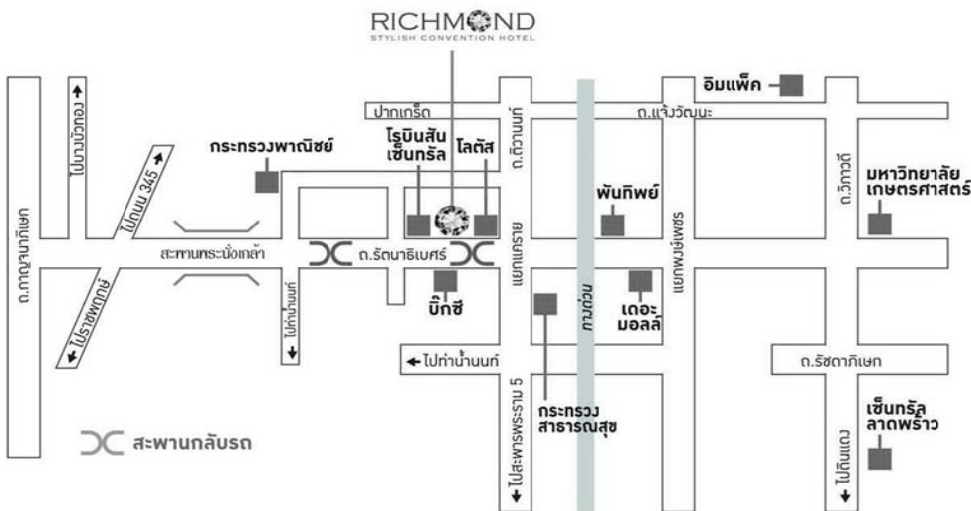 RICHMOND
STYLISH CONVENTION HOTEL
อิมแพ็ค
ปากเกร็ด
ถ.แจ้งวัฒนะ
ไปบางบัวทอง
ถ.ติวานนท์
ถ.วิภาวดี
โรบินสัน
เซ็นทรัล
โลตัส
กระทรวงพาณิชย์
ไปถนน 345
พันทิพย์
มหาวิทยาลัย
เกษตรศาสตร์
ถ.กาญจนาภิเษก
สะพานพระนั่งเกล้า
ถ.รัตนาธิเบศร์
แยกแคราย
แยกพงษ์เพชร
ไปราชพฤกษ์
ไปท่าน้ำนนท์
บิ๊กซี
ทางด่วน
เดอะ
มอลล์
ไปท่าน้ำนนท์
ถ.รัชดาภิเษก
ไปสะพารพระราม 5
กระทรวง
สาธารณสุข
เซ็นทรัล
ลาดพร้าว
ไปดินแดง
สะพานกลับรถ